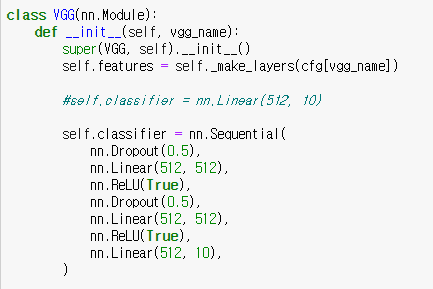 class VGG(nn.Module):
    def __init__(self, vgg_name):
        super(VGG, self).__init__()
        self.features = self._make_layers(cfg[vgg_name])
        #self.classifier = nn.Linear(512, 10)
        self.classifier = nn.Sequential(
            nn.Dropout(0.5),
            nn.Linear(512, 512),
            nn.ReLU(True),
            nn.Dropout(0.5),
            nn.Linear(512, 512),
            nn.ReLU(True),
            nn.Linear(512, 10),
        )